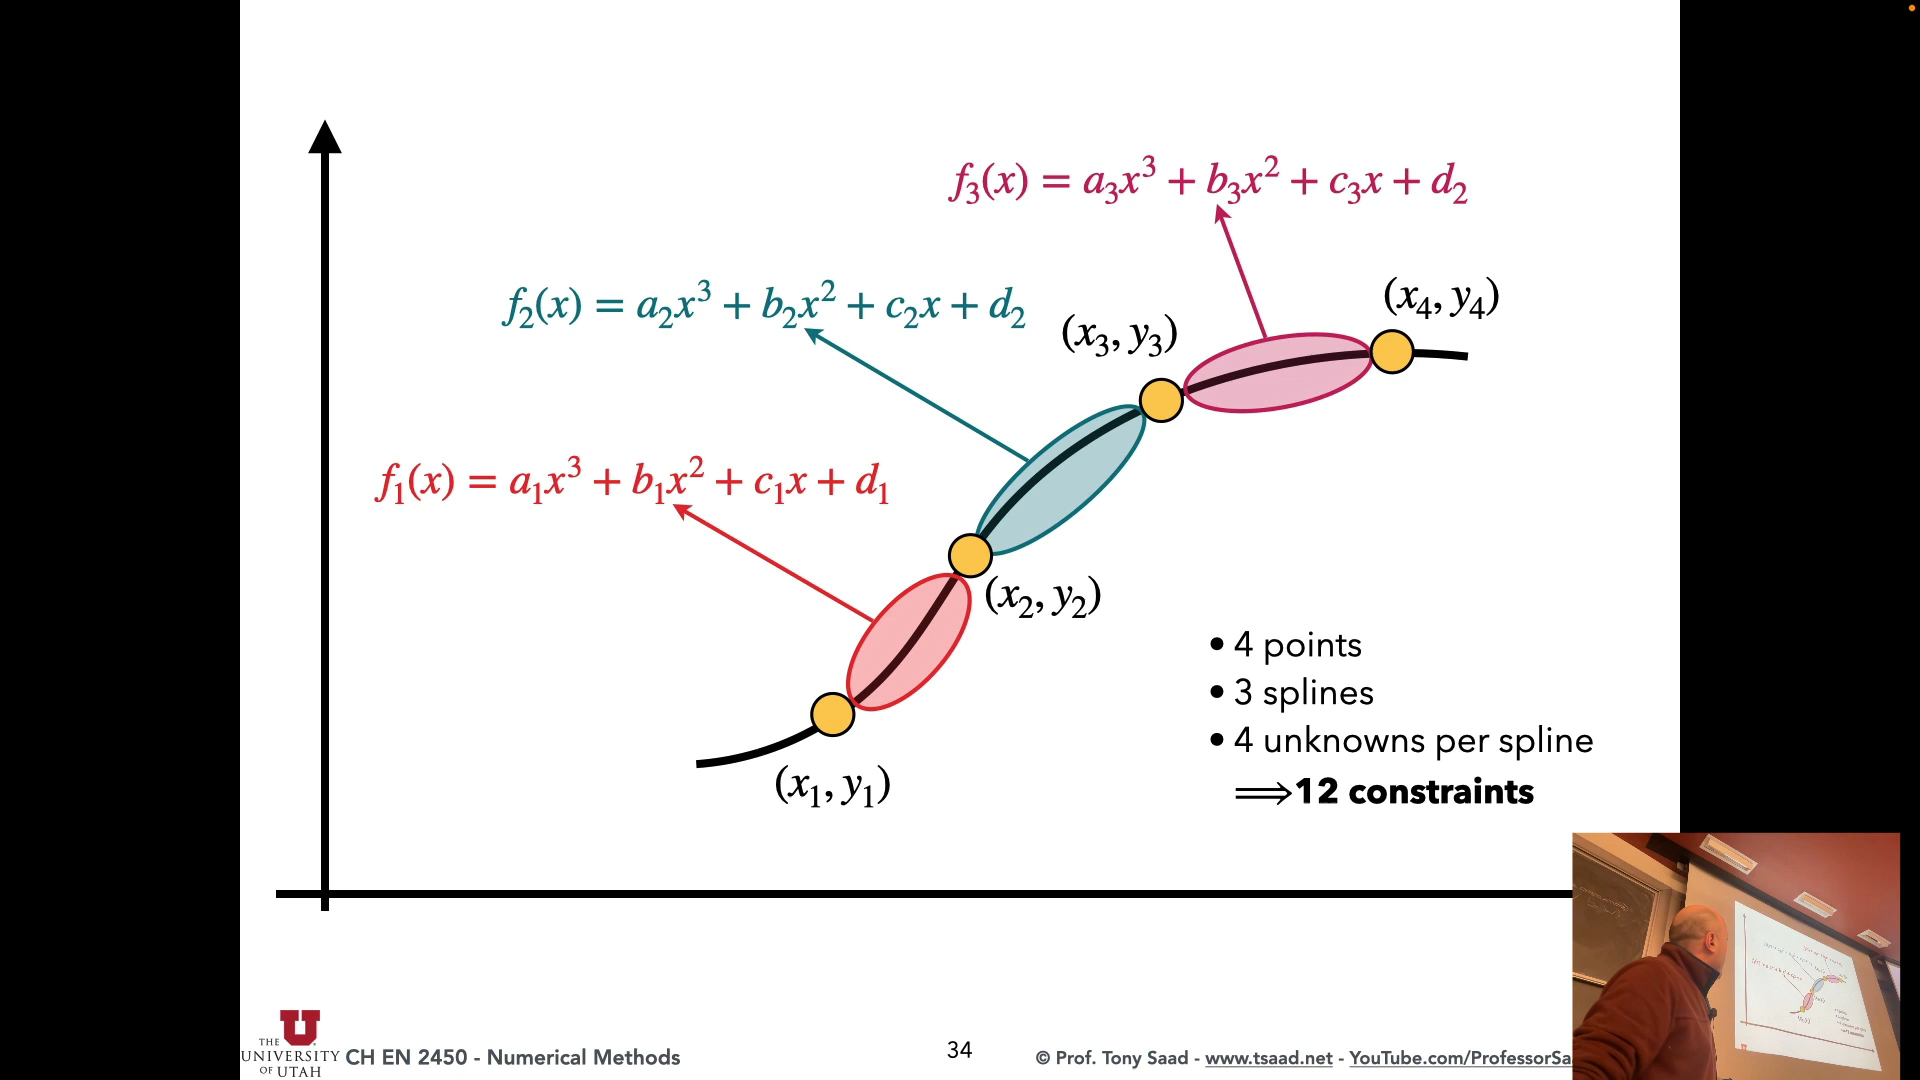 f₃(x) = a₃x³ + b₃x² + c₃x + d₂
f₂(x) = a₂x³ + b₂x² + c₂x + d₂
(x₄, y₄)
(x₃, y₃)
f₁(x) = a₁x³ + b₁x² + c₁x + d₁
(x₂, y₂)
(x₁, y₁)
• 4 points
• 3 splines
• 4 unknowns per spline
⟹12 constraints
THE
UNIVERSITY
OF UTAH
CH EN 2450 - Numerical Methods
34
© Prof. Tony Saad - www.tsaad.net - YouTube.com/ProfessorSa